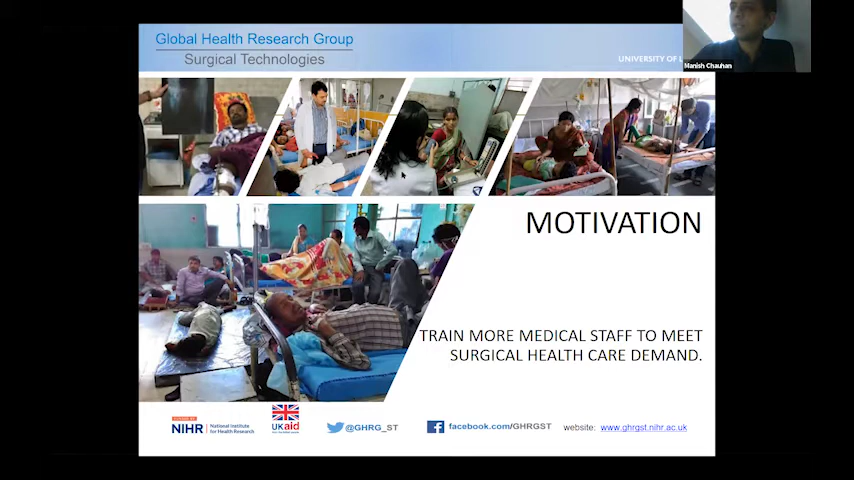 Global Health Research Group
Surgical Technologies
UNIVERSITY OF
Manish Chauhan
MOTIVATION
TRAIN MORE MEDICAL STAFF TO MEET
SURGICAL HEALTH CARE DEMAND.
NIHR | National Institute
for Health Research
UKaid
@GHRG_ST
facebook.com/GHRGST
website: www.ghrgst.nihr.ac.uk